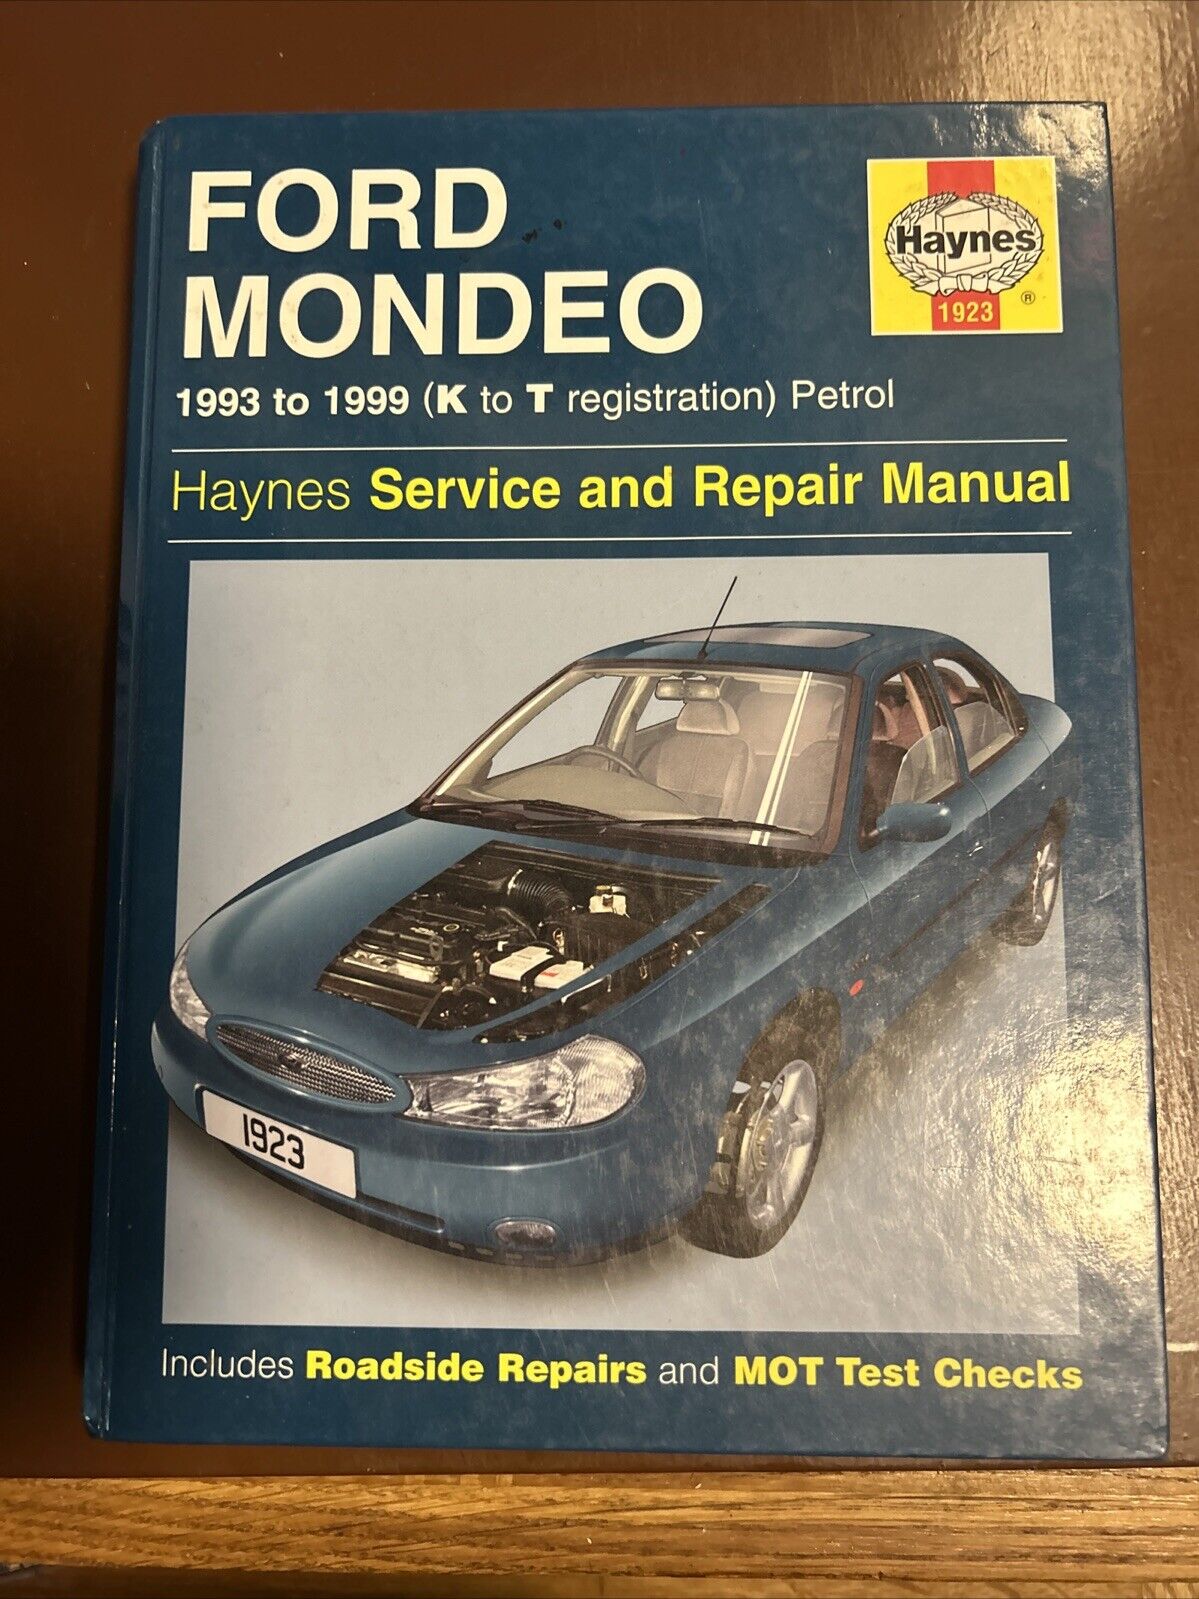 FORD
MONDEO
Haynes
®
1923
1993 to 1999 (K to T registration) Petrol
Haynes Service and Repair Manual
1923
Includes Roadside Repairs and MOT Test Checks